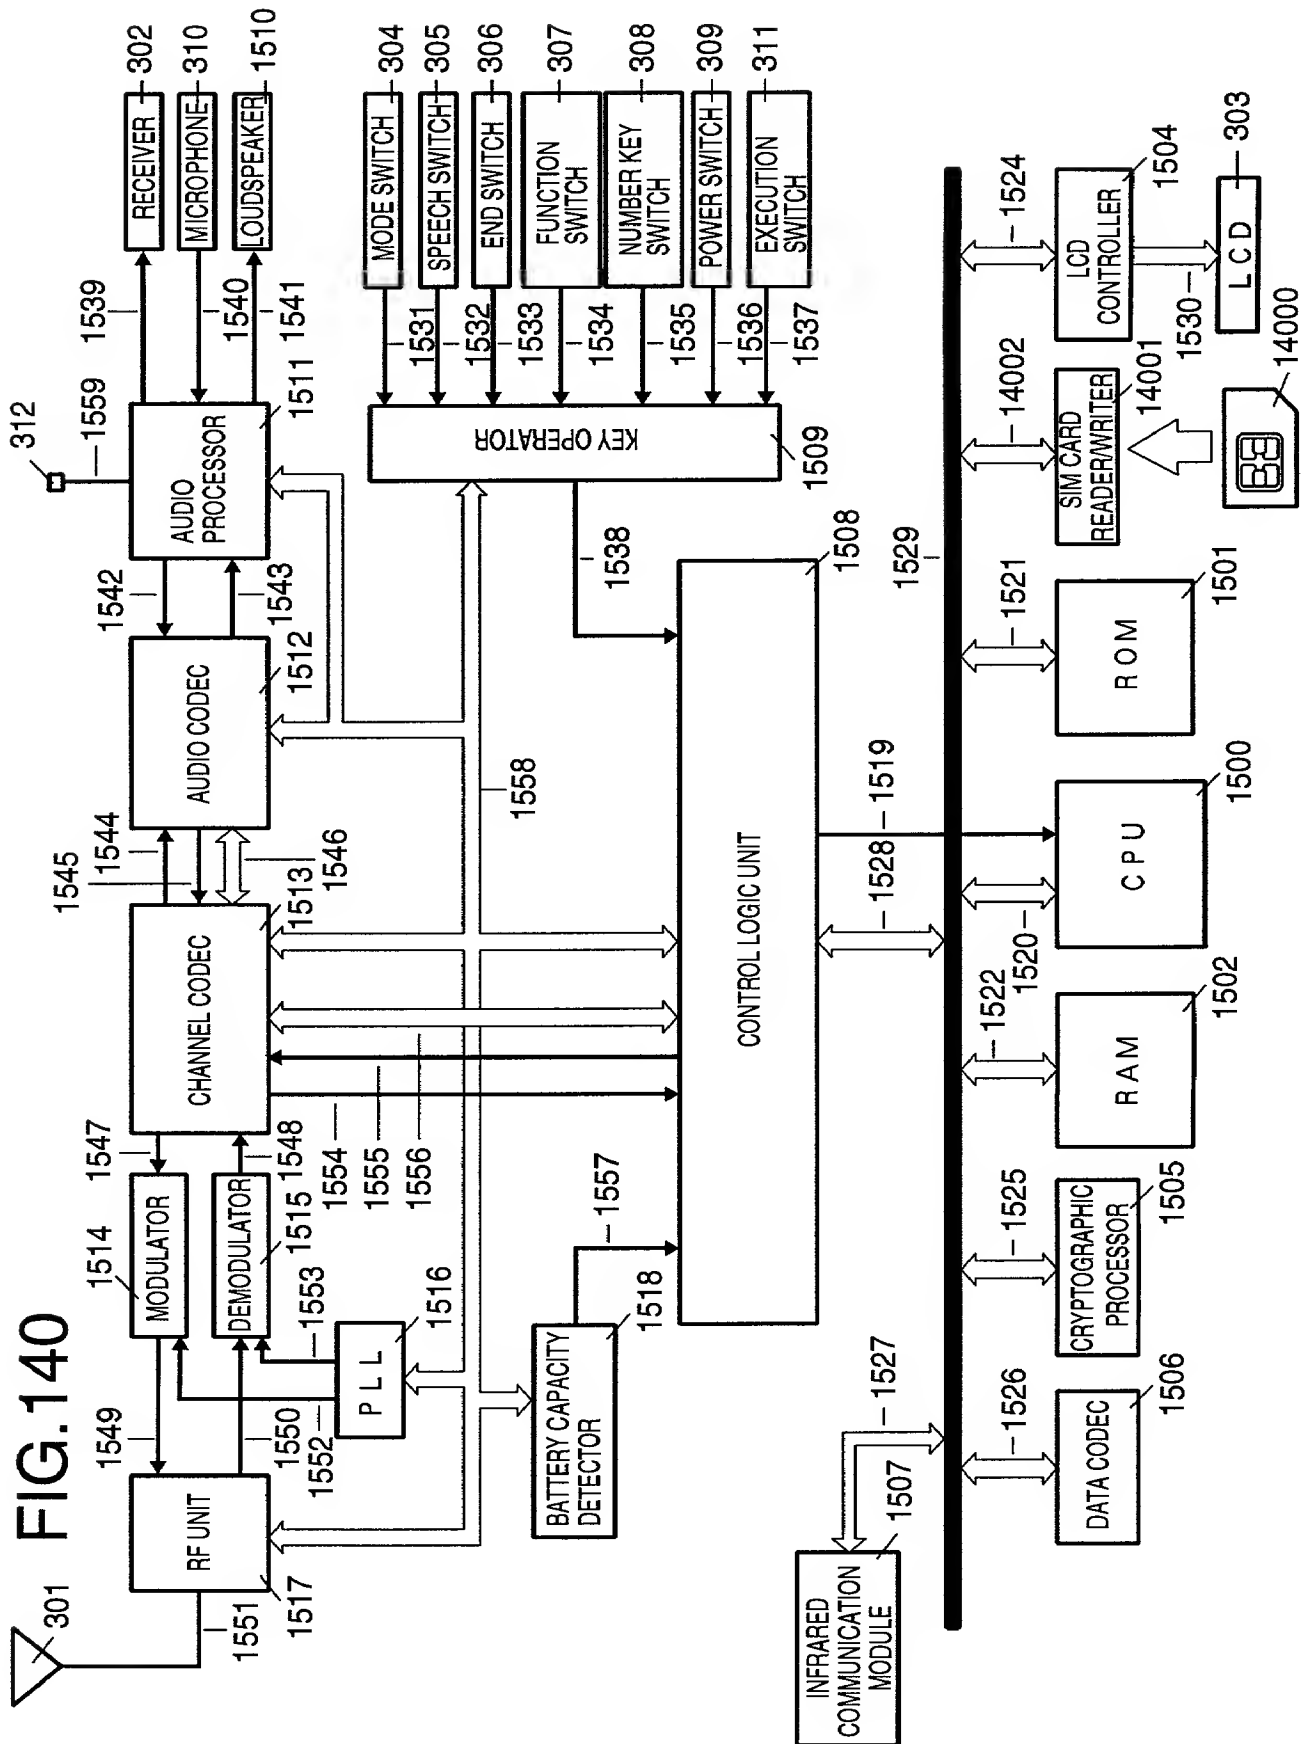 FIG.140
301
1551
RF UNIT
1517
1549
1550
1552
1514
MODULATOR
DEMODULATOR
1515
1553
P L L
1516
1547
1548
CHANNEL CODEC
1513
1554
1555
1556
1545
1544
1546
AUDIO CODEC
1512
1542
1543
AUDIO
PROCESSOR
1511
312
1559
1539
1540
1541
RECEIVER
302
MICROPHONE
310
LOUDSPEAKER
1510
MODE SWITCH
304
SPEECH SWITCH
305
END SWITCH
306
FUNCTION
SWITCH
307
NUMBER KEY
SWITCH
308
POWER SWITCH
309
EXECUTION
SWITCH
311
1531
1532
1533
1534
1535
1536
1537
KEY OPERATOR
1509
1538
1558
BATTERY CAPACITY
DETECTOR
1518
1557
CONTROL LOGIC UNIT
1508
1528
1519
1529
INFRARED
COMMUNICATION
MODULE
1507
1527
1526
DATA CODEC
1506
1525
CRYPTOGRAPHIC
PROCESSOR
1505
1522
RAM
1502
1520
CPU
1500
1521
ROM
1501
14002
SIM CARD
READER/WRITER
14001
14000
1524
LCD
CONTROLLER
1504
1530
LCD
303